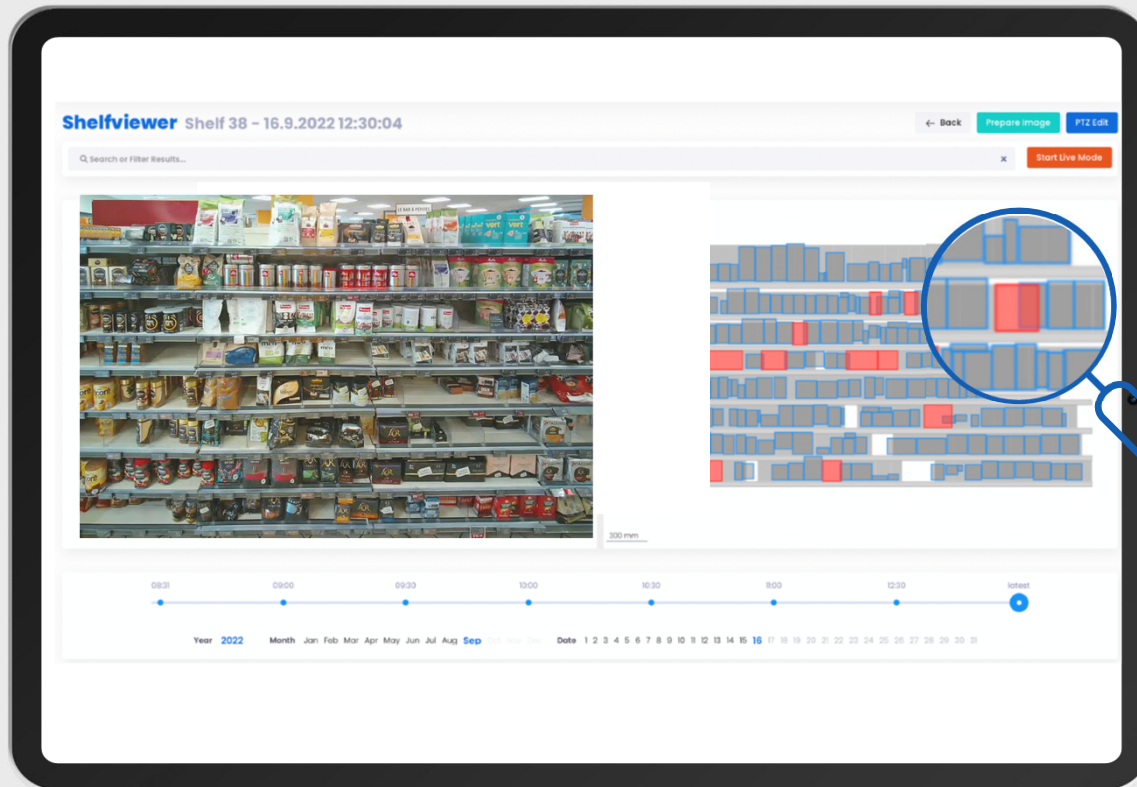 Shelfviewer Shelf 38 - 16.9.2022 12:30:04
← Back Prepare Image PTZ Edit
Search or Filter Results... x Start Live Mode
vert vert
300 mm
08:31 09:00 09:30 10:00 10:30 11:00 12:30 latest
Year 2022 Month Jan Feb Mar Apr May Jun Jul Aug Sep Oct Nov Dec Date 1 2 3 4 5 6 7 8 9 10 11 12 13 14 15 16 17 18 19 20 21 22 23 24 25 26 27 28 29 30 31